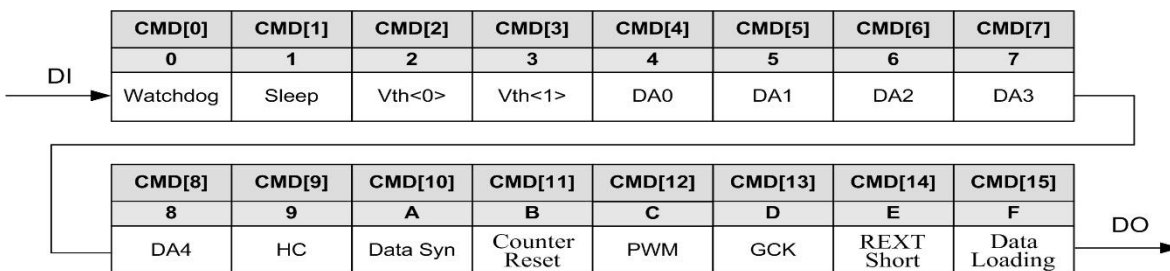 CMD[0] CMD[1] CMD[2] CMD[3] CMD[4] CMD[5] CMD[6] CMD[7]
0 1 2 3 4 5 6 7
DI
Watchdog Sleep Vth<0> Vth<1> DA0 DA1 DA2 DA3
CMD[8] CMD[9] CMD[10] CMD[11] CMD[12] CMD[13] CMD[14] CMD[15]
8 9 A B C D E F
DO
DA4 HC Data Syn Counter Reset PWM GCK REXT Short Data Loading